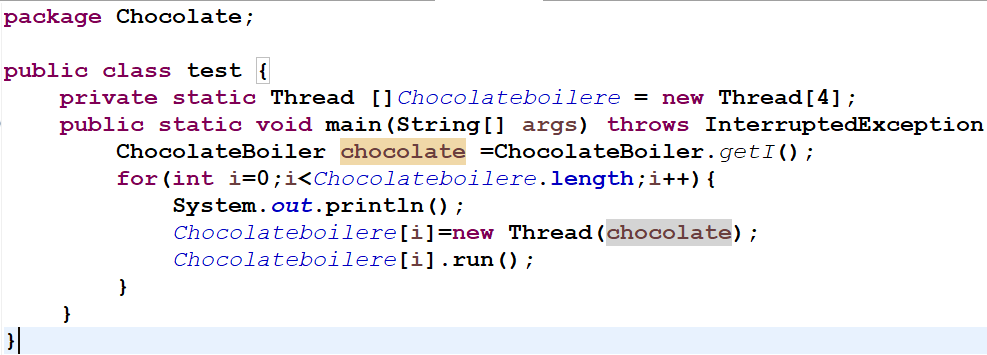 package Chocolate;
public class test {
private static Thread []Chocolateboilere = new Thread[4];
public static void main(String[] args) throws InterruptedException
ChocolateBoiler chocolate =ChocolateBoiler.getI();
for(int i=0;i<Chocolateboilere.length;i++){
System.out.println();
Chocolateboilere[i]=new Thread(chocolate);
Chocolateboilere[i].run();
}
}
}